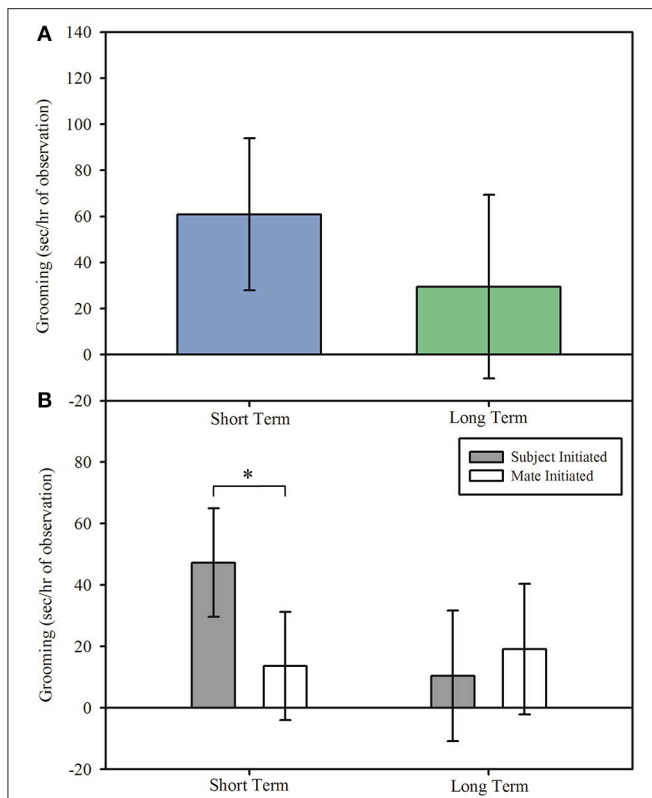 A
140
120
100
80
60
40
20
0
-20
Grooming (sec/hr of observation)
Short Term
Long Term
B
80
60
40
20
0
-20
Grooming (sec/hr of observation)
*
Subject Initiated
Mate Initiated
Short Term
Long Term